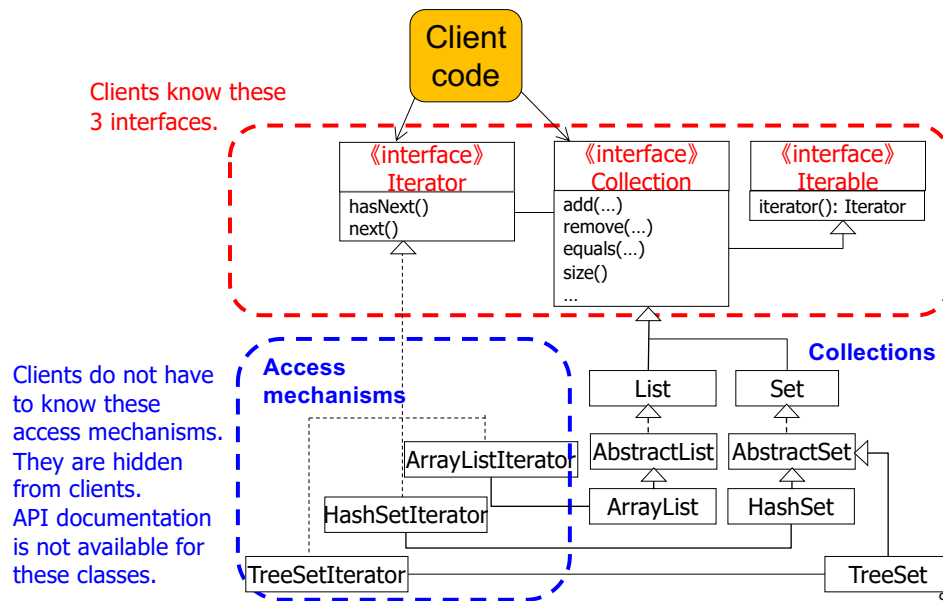 Client
code
Clients know these
3 interfaces.
《interface》
Iterator
hasNext()
next()
《interface》
Collection
add(…)
remove(…)
equals(…)
size()
…
《interface》
Iterable
iterator(): Iterator
Clients do not have
to know these
access mechanisms.
They are hidden
from clients.
API documentation
is not available for
these classes.
Access
mechanisms
Collections
List
Set
ArrayListIterator
AbstractList
AbstractSet
HashSetIterator
ArrayList
HashSet
TreeSetIterator
TreeSet